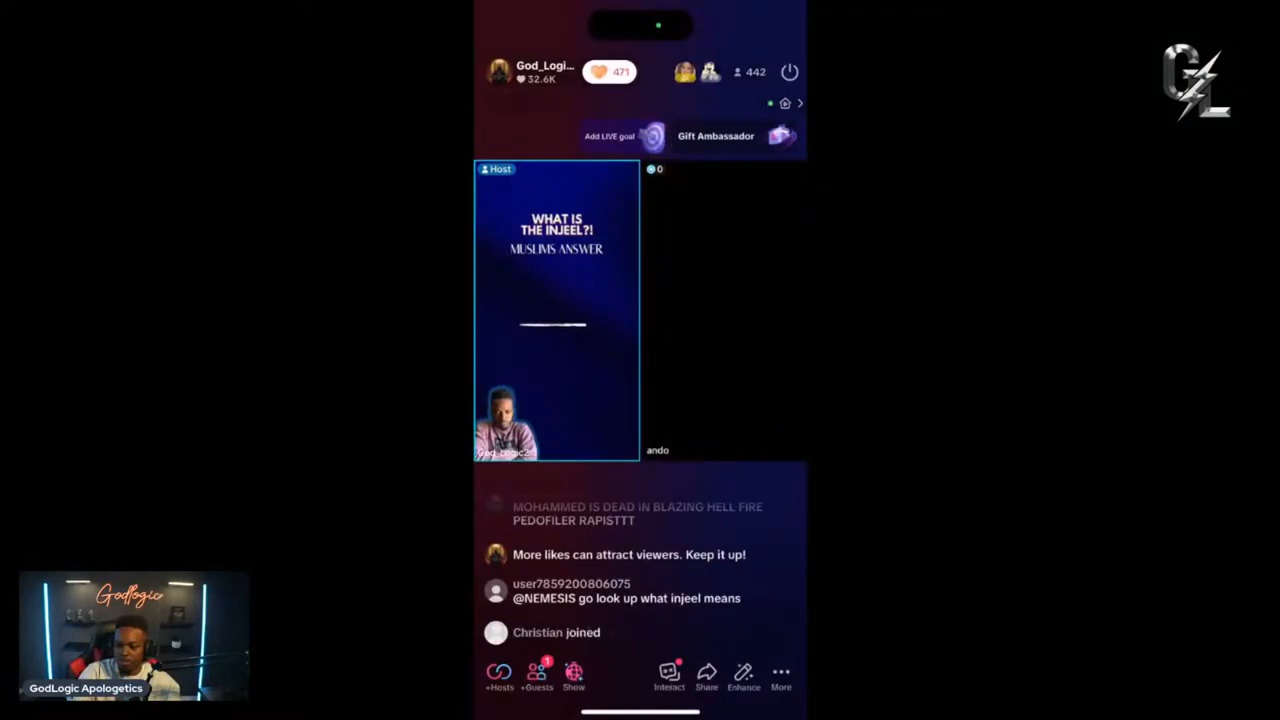 God_Logi...
32.6K
471
442
GL
Add LIVE goal
Gift Ambassador
Host
0
WHAT IS
THE INJEEL?!
MUSLIMS ANSWER
ando
MOHAMMED IS DEAD IN BLAZING HELL FIRE
PEDOFILER RAPISTTT
More likes can attract viewers. Keep it up!
user7859200806075
@NEMESIS go look up what injeel means
Christian joined
1
+Hosts
+Guests
Show
Interact
Share
Enhance
More
Godlogic
GodLogic Apologetics